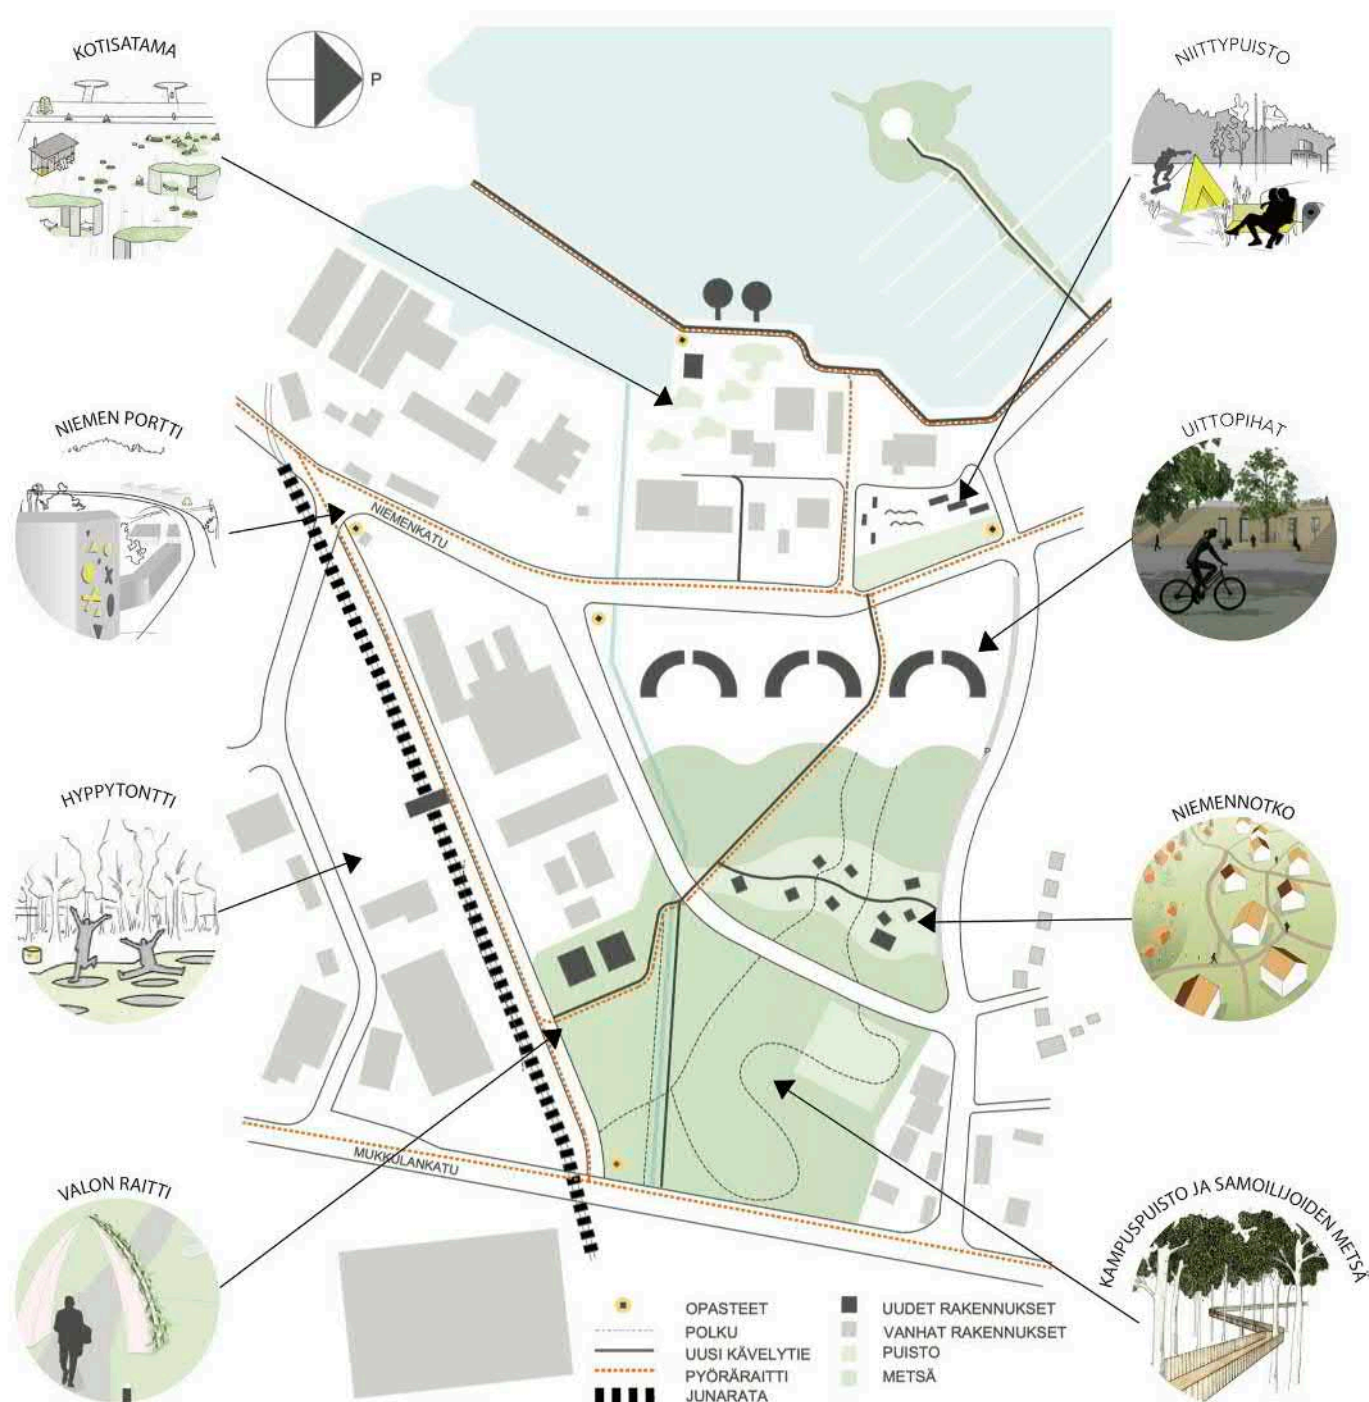 KOTISATAMA
P
NIITTYPUISTO
NIEMEN PORTTI
UITTOPIHAT
NIEMENKATU
P
HYPPYTONTTI
NIEMENNOTKO
MUKKULANKATU
VALON RAITTI
KAMPUSPUISTO JA SAMOILIJOIDEN METSÄ
OPASTEET
POLKU
UUSI KÄVELYTIE
PYÖRÄRAITTI
JUNARATA
UUDET RAKENNUKSET
VANHAT RAKENNUKSET
PUISTO
METSÄ